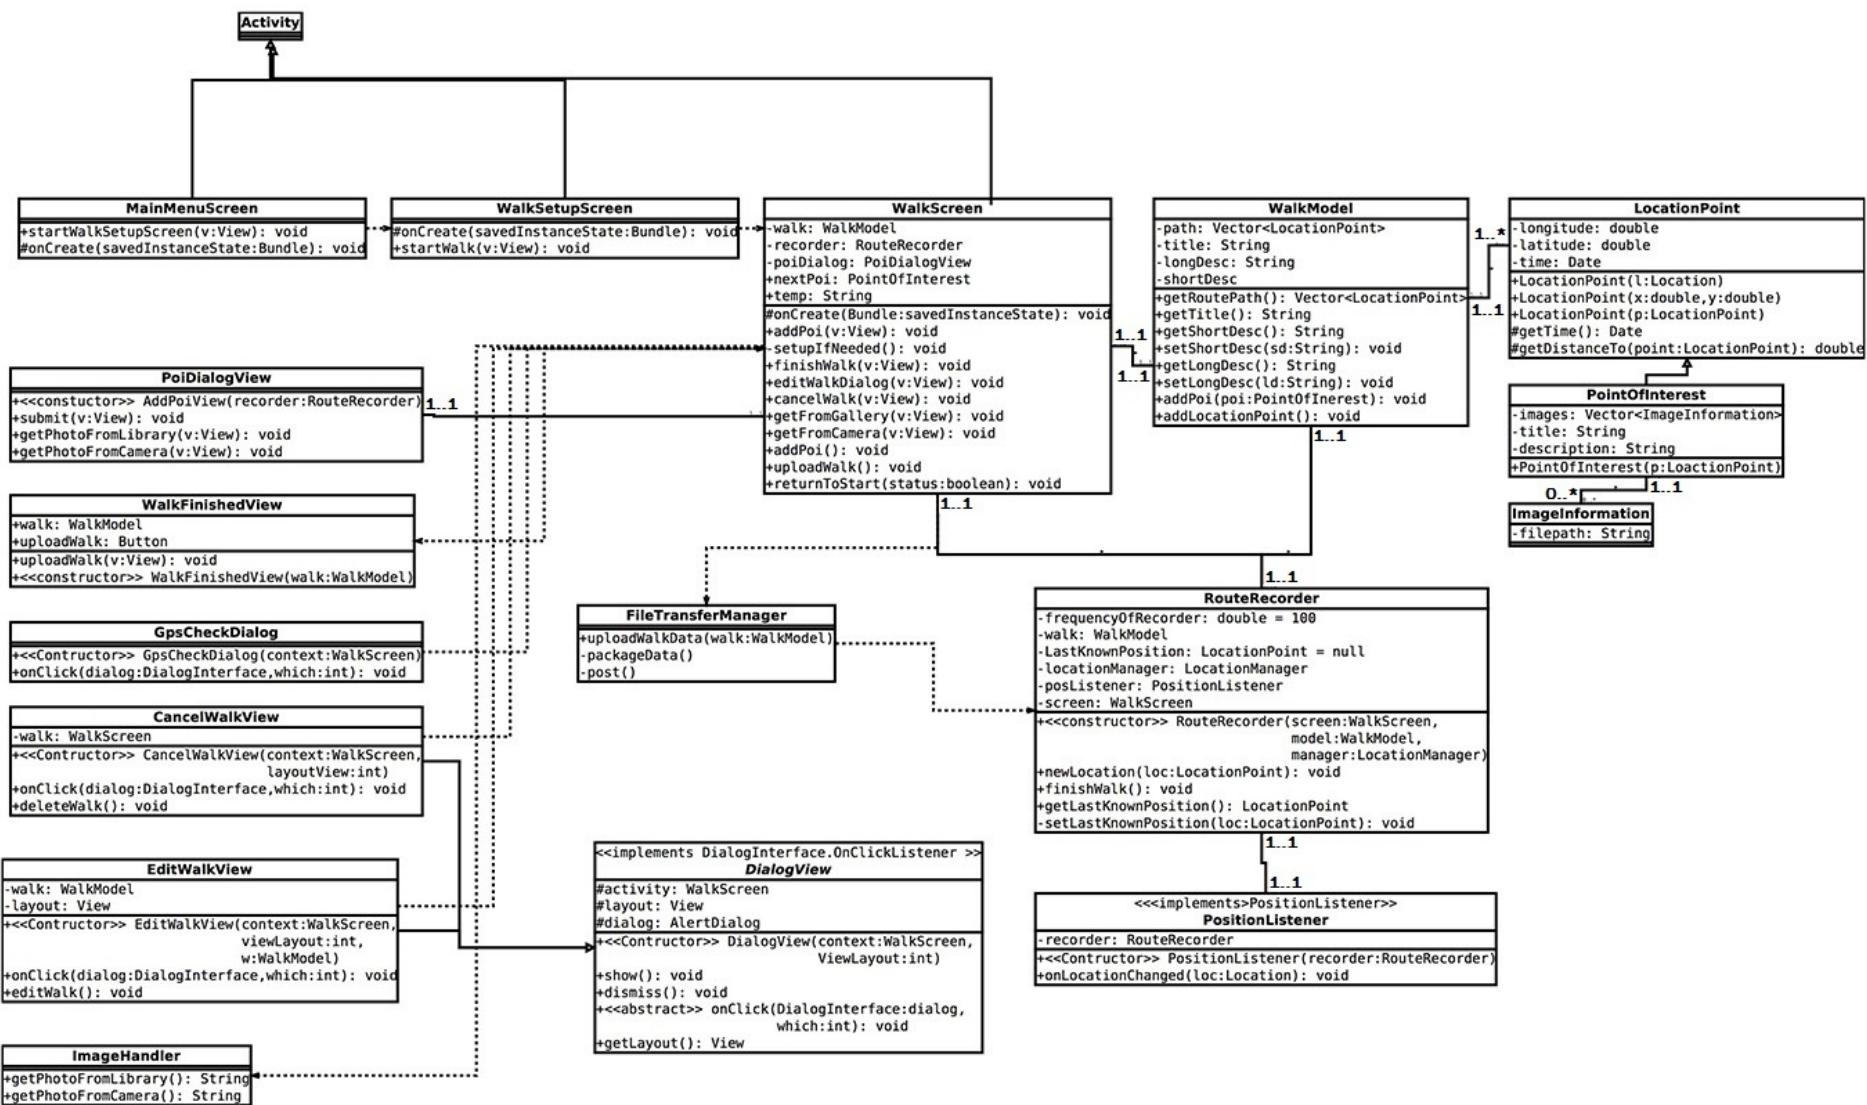 Activity
MainMenuScreen
+startWalkSetupScreen(v:View): void
#onCreate(savedInstanceState:Bundle): void
WalkSetupScreen
#onCreate(savedInstanceState:Bundle): void
+startWalk(v:View): void
WalkScreen
-walk: WalkModel
-recorder: RouteRecorder
-poiDialog: PoiDialogView
+nextPoi: PointOfInterest
+temp: String
#onCreate(Bundle:savedInstanceState): void
+addPoi(v:View): void
-setupIfNeeded(): void
+finishWalk(v:View): void
+editWalkDialog(v:View): void
+cancelWalk(v:View): void
+getFromGallery(v:View): void
+getFromCamera(v:View): void
+addPoi(): void
+uploadWalk(): void
+returnToStart(status:boolean): void
1..1
1..1
1..1
WalkModel
-path: Vector<LocationPoint>
-title: String
-longDesc: String
-shortDesc
+getRoutePath(): Vector<LocationPoint>
+getTitle(): String
+getShortDesc(): String
+setShortDesc(sd:String): void
+getLongDesc(): String
+setLongDesc(ld:String): void
+addPoi(poi:PointOfInerest): void
+addLocationPoint(): void
1..1
1..*
1..1
LocationPoint
-longitude: double
-latitude: double
-time: Date
+LocationPoint(l:Location)
+LocationPoint(x:double,y:double)
+LocationPoint(p:LocationPoint)
#getTime(): Date
#getDistanceTo(point:LocationPoint): double
PointOfInterest
-images: Vector<ImageInformation>
-title: String
-description: String
+PointOfInterest(p:LoactionPoint)
0..*
1..1
ImageInformation
-filepath: String
PoiDialogView
+<<constuctor>> AddPoiView(recorder:RouteRecorder)
+submit(v:View): void
+getPhotoFromLibrary(v:View): void
+getPhotoFromCamera(v:View): void
1..1
WalkFinishedView
+walk: WalkModel
+uploadWalk: Button
+uploadWalk(v:View): void
+<<constructor>> WalkFinishedView(walk:WalkModel)
GpsCheckDialog
+<<Contructor>> GpsCheckDialog(context:WalkScreen)
+onClick(dialog:DialogInterface,which:int): void
CancelWalkView
-walk: WalkScreen
+<<Contructor>> CancelWalkView(context:WalkScreen,
layoutView:int)
+onClick(dialog:DialogInterface,which:int): void
+deleteWalk(): void
EditWalkView
-walk: WalkModel
-layout: View
+<<Contructor>> EditWalkView(context:WalkScreen,
viewLayout:int,
w:WalkModel)
+onClick(dialog:DialogInterface,which:int): void
+editWalk(): void
ImageHandler
+getPhotoFromLibrary(): String
+getPhotoFromCamera(): String
FileTransferManager
+uploadWalkData(walk:WalkModel)
-packageData()
-post()
<<implements DialogInterface.OnClickListener >>
DialogView
#activity: WalkScreen
#layout: View
#dialog: AlertDialog
+<<Contructor>> DialogView(context:WalkScreen,
ViewLayout:int)
+show(): void
+dismiss(): void
+<<abstract>> onClick(DialogInterface:dialog,
which:int): void
+getLayout(): View
1..1
RouteRecorder
-frequencyOfRecorder: double = 100
-walk: WalkModel
-LastKnownPosition: LocationPoint = null
-locationManager: LocationManager
-posListener: PositionListener
-screen: WalkScreen
+<<constructor>> RouteRecorder(screen:WalkScreen,
model:WalkModel,
manager:LocationManager)
+newLocation(loc:LocationPoint): void
+finishWalk(): void
+getLastKnownPosition(): LocationPoint
-setLastKnownPosition(loc:LocationPoint): void
1..1
1..1
<<<implements>PositionListener>>
PositionListener
-recorder: RouteRecorder
+<<Contructor>> PositionListener(recorder:RouteRecorder)
+onLocationChanged(loc:Location): void